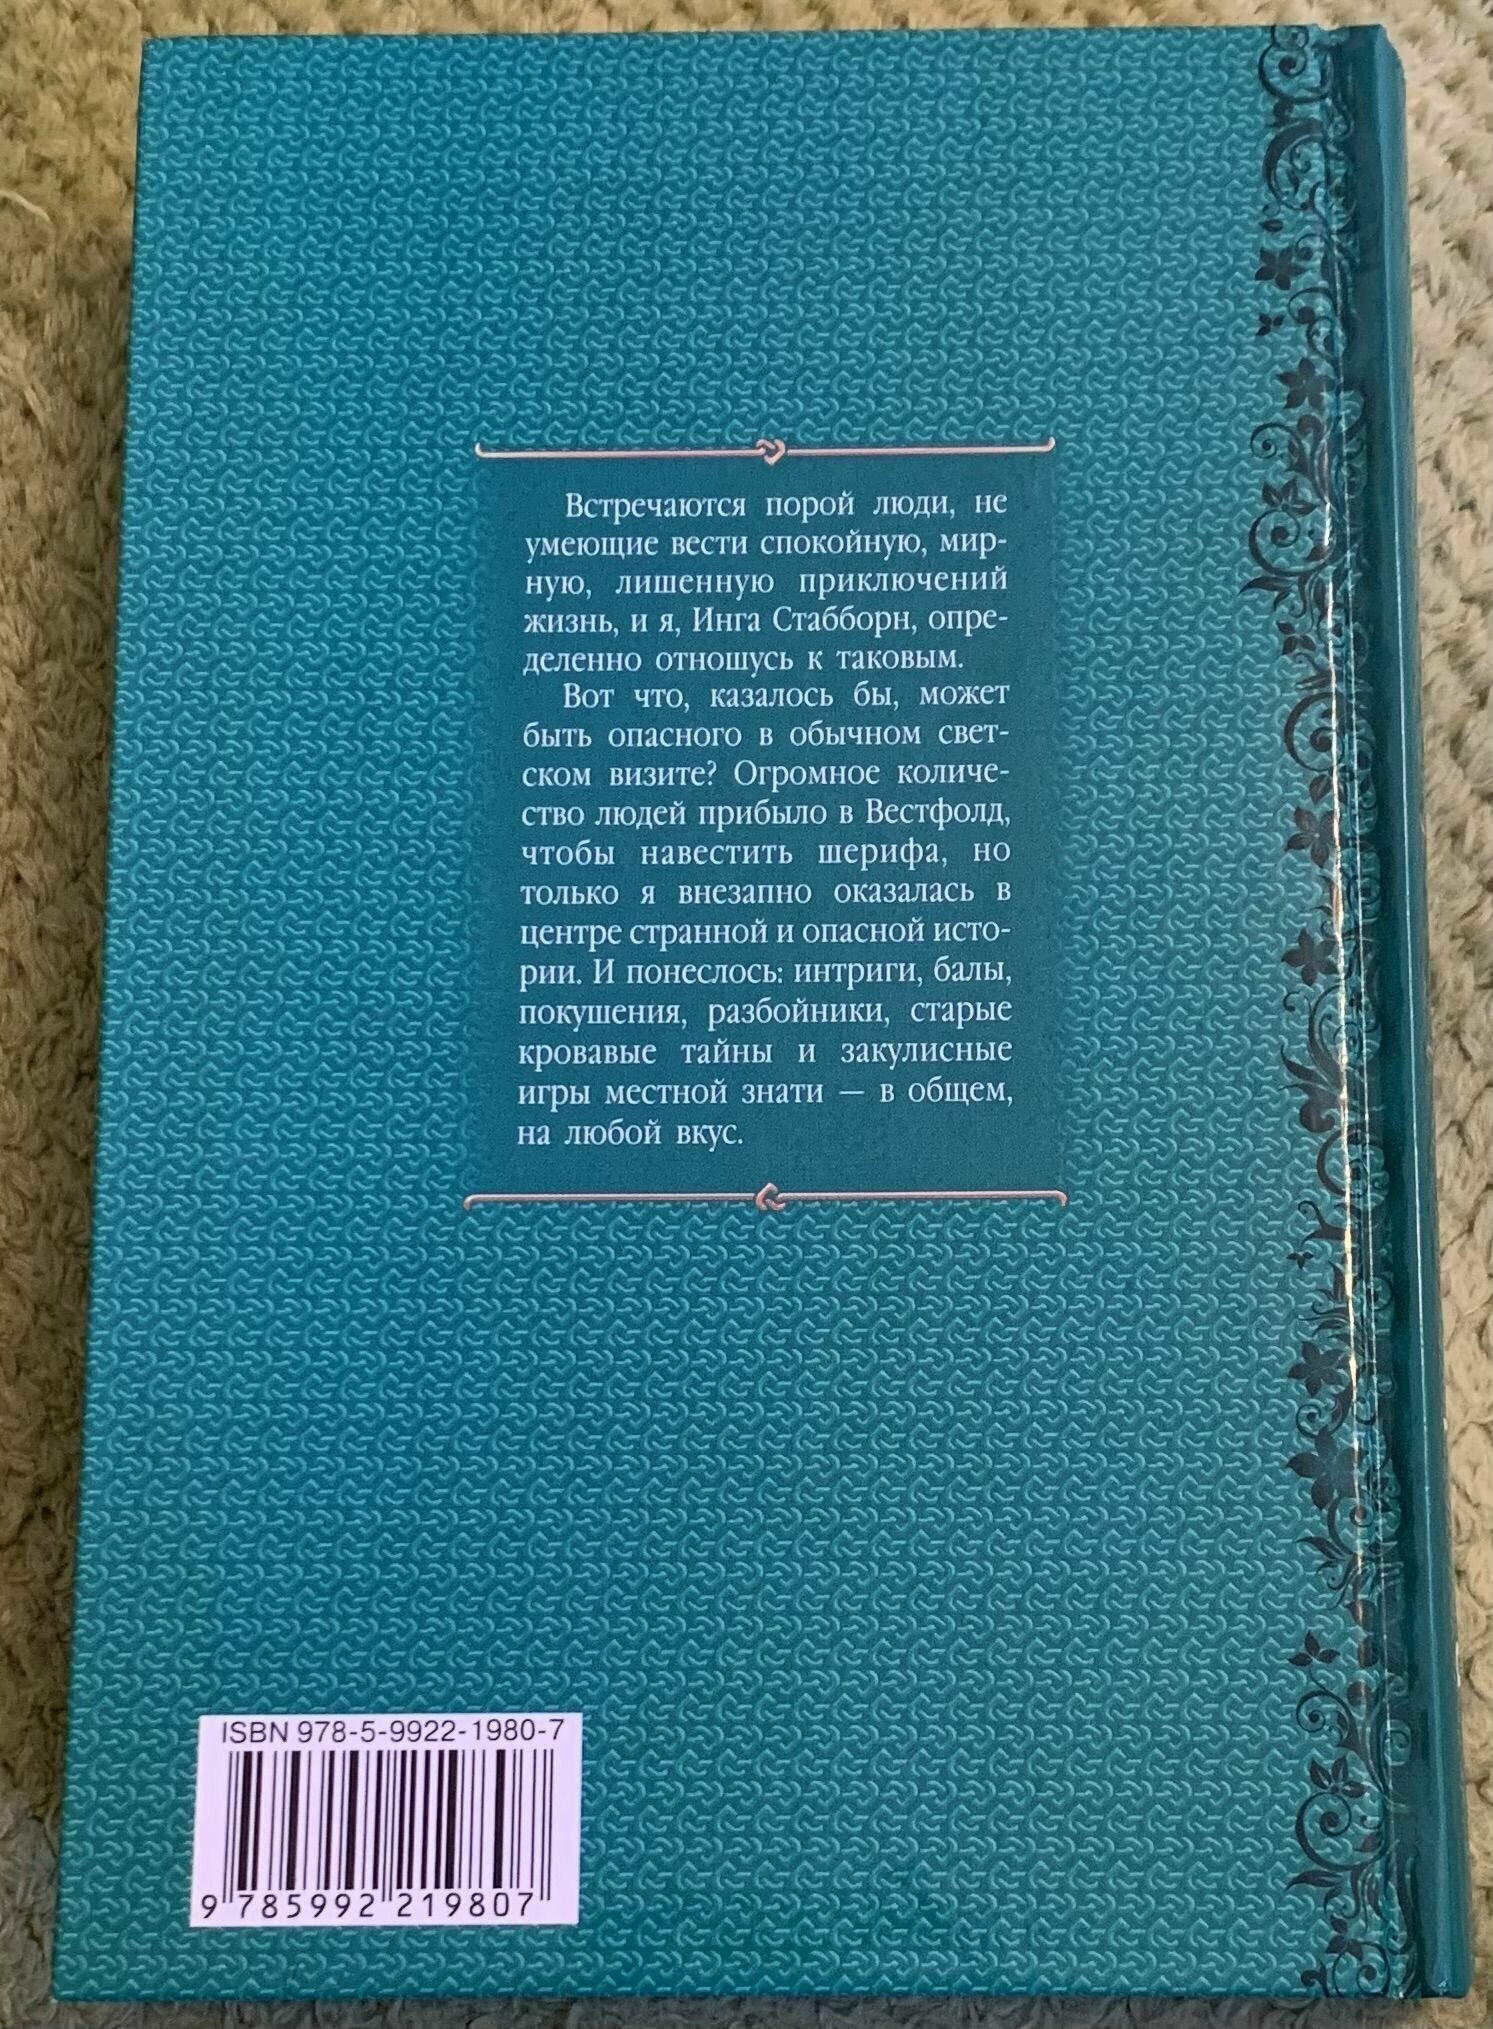 Встречаются порой люди, не
умеющие вести спокойную, мир-
ную, лишенную приключений
жизнь, и я, Инга Стабборн, опре-
деленно отношусь к таковым.
Вот что, казалось бы, может
быть опасного в обычном свет-
ском визите? Огромное количе-
ство людей прибыло в Вестфолд,
чтобы навестить шерифа, но
только я внезапно оказалась в
центре странной и опасной исто-
рии. И понеслось: интриги, балы,
покушения, разбойники, старые
кровавые тайны и закулисные
игры местной знати — в общем,
на любой вкус.
ISBN 978-5-9922-1980-7
9 785992 219807